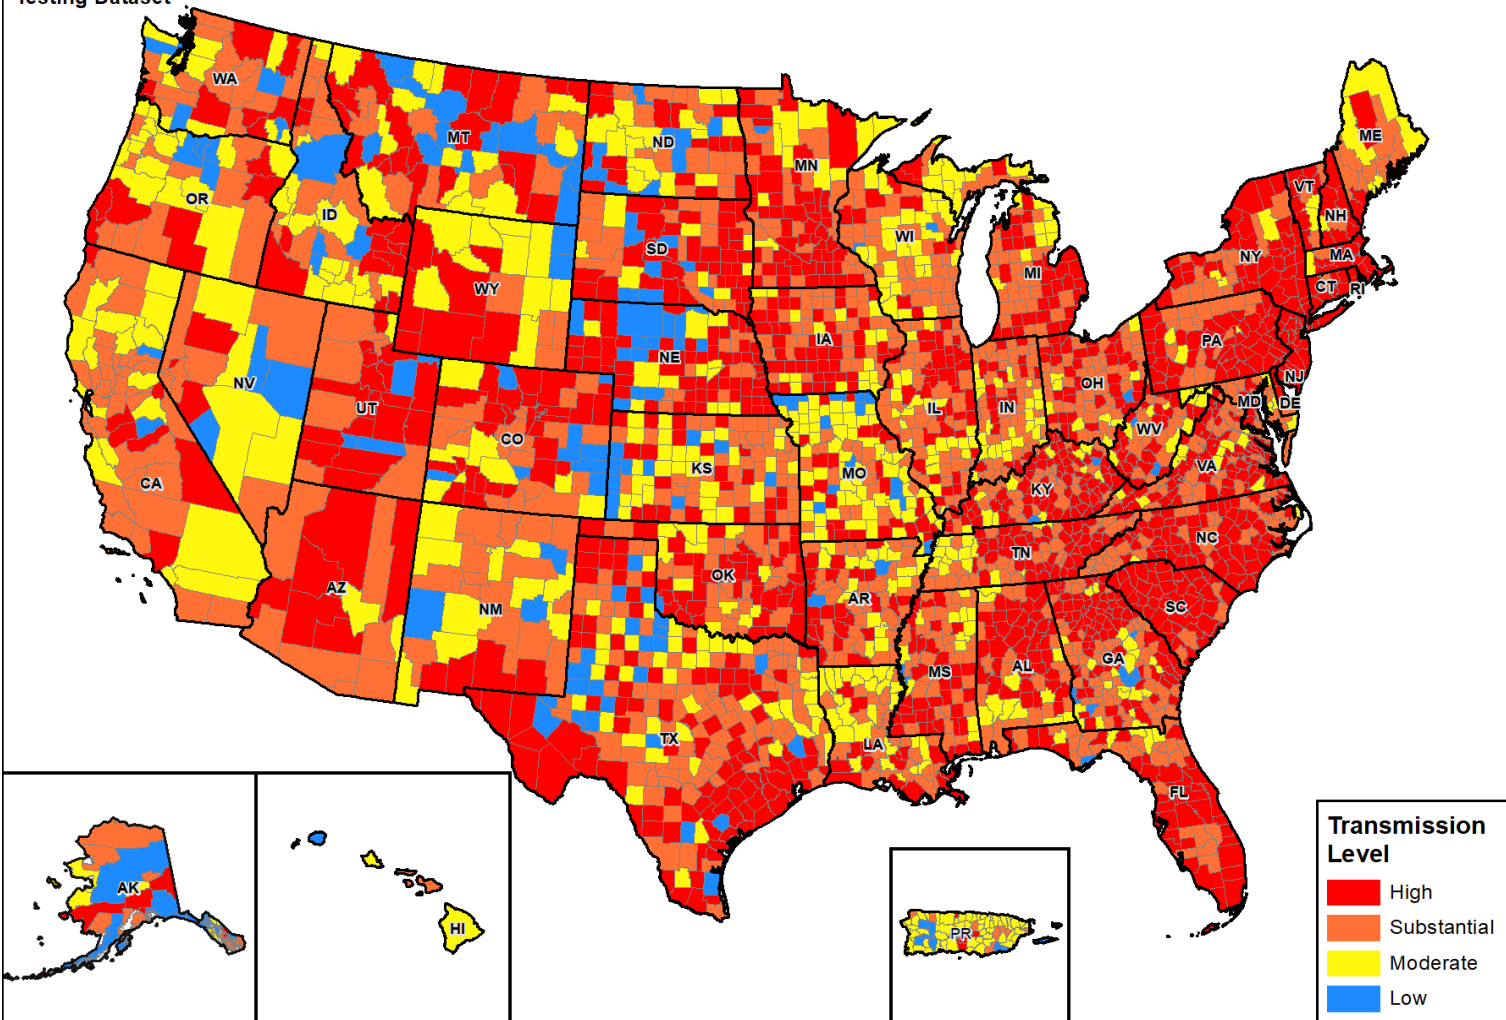 Testing Dataset
WA
MT
ND
MN
ME
OR
ID
SD
WI
VT
NH
NY
MA
MI
CT
RI
WY
IA
PA
NE
NV
UT
OH
NJ
IL
IN
MD
DE
CO
WV
KS
MO
VA
CA
KY
NC
TN
OK
AZ
NM
AR
SC
MS
AL
GA
TX
LA
FL
AK
HI
PR
Transmission
Level
High
Substantial
Moderate
Low